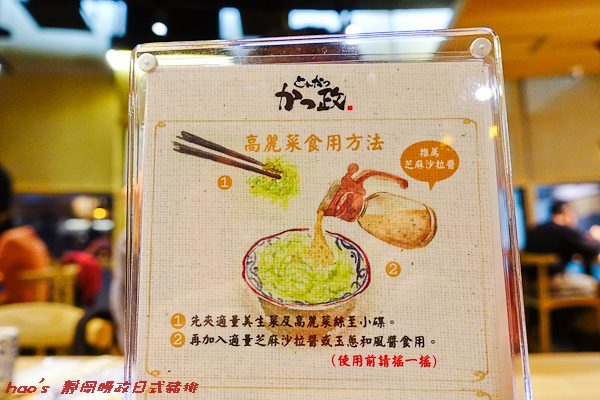 とんかつ
かつ政
高麗菜食用方法
推薦
芝麻沙拉醬
1
2
1 先夾適量美生菜及高麗菜絲至小碟。
2 再加入適量芝麻沙拉醬或玉蔥和風醬食用。
(使用前請搖一搖)
hao's 靜岡勝政日式豬排